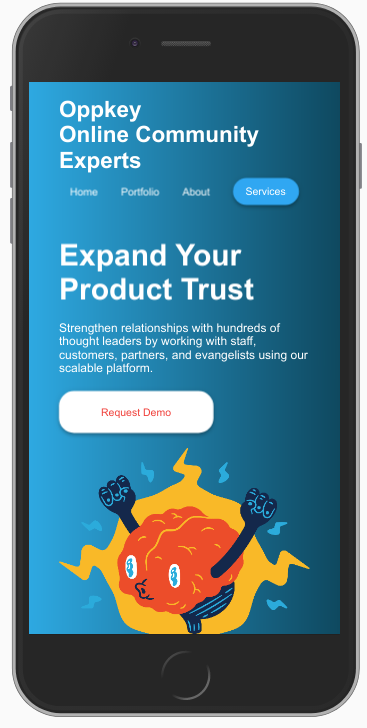 Oppkey
Online Community
Experts
Home Portfolio About Services
Expand Your
Product Trust
Strengthen relationships with hundreds of
thought leaders by working with staff,
customers, partners, and evangelists using our
scalable platform.
Request Demo